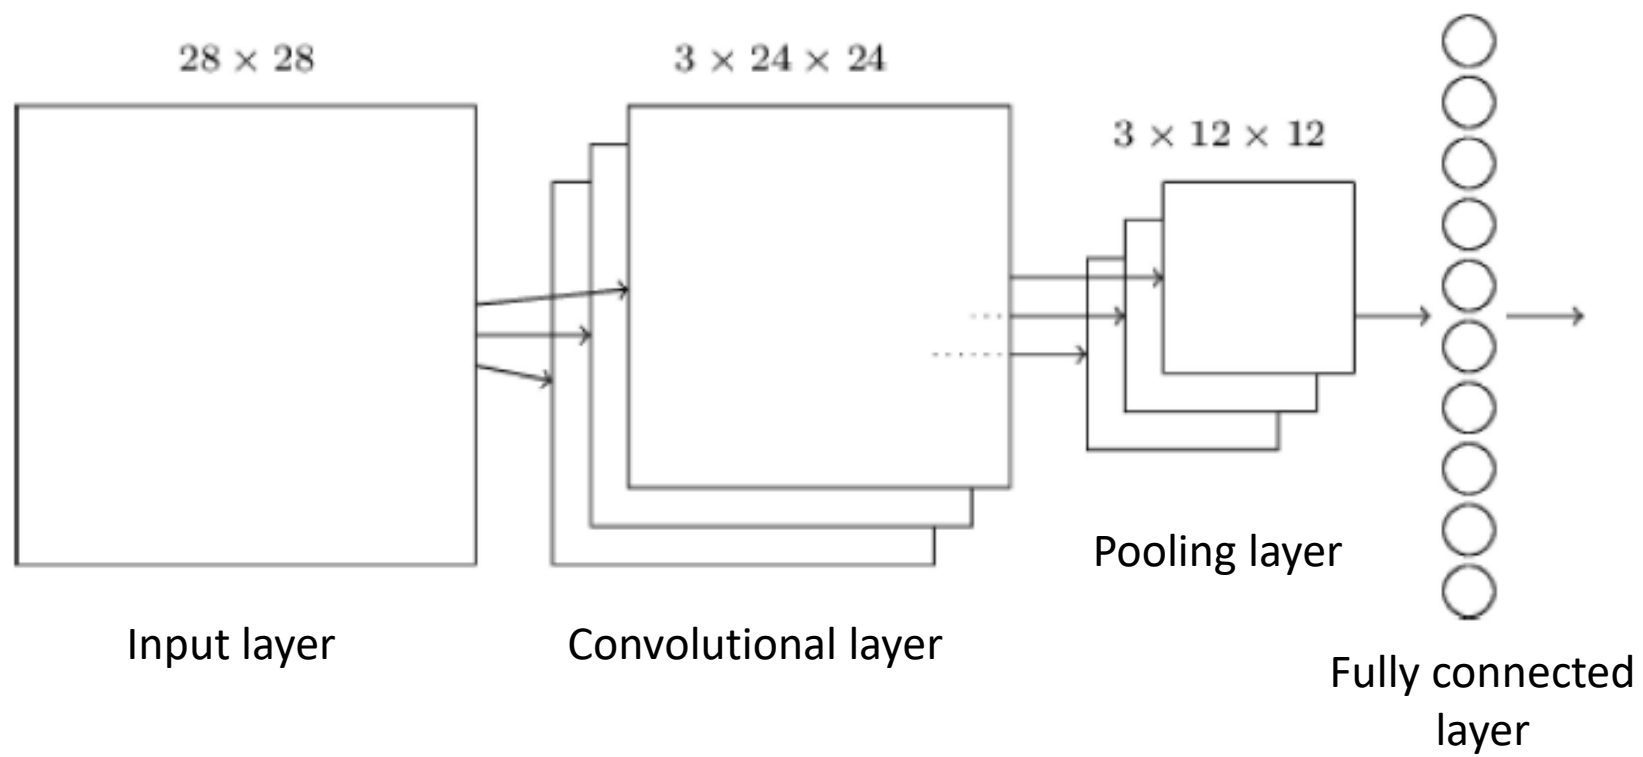 28 × 28
3 × 24 × 24
3 × 12 × 12
Pooling layer
Input layer
Convolutional layer
Fully connected
layer